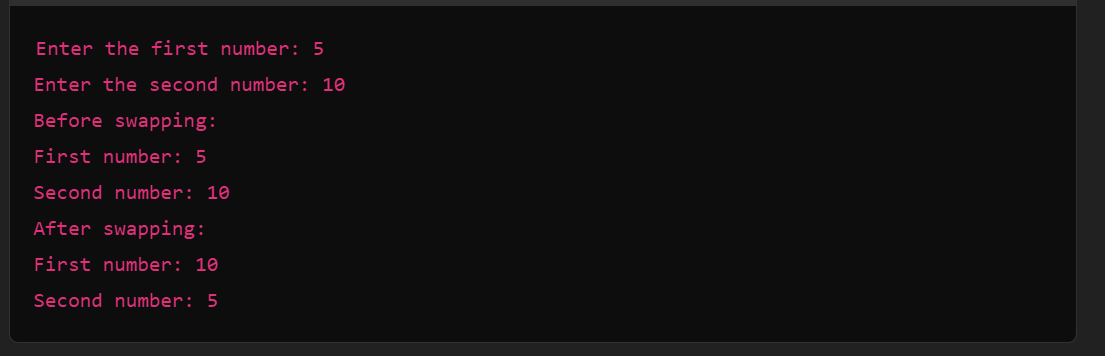 Enter the first number: 5
Enter the second number: 10
Before swapping:
First number: 5
Second number: 10
After swapping:
First number: 10
Second number: 5